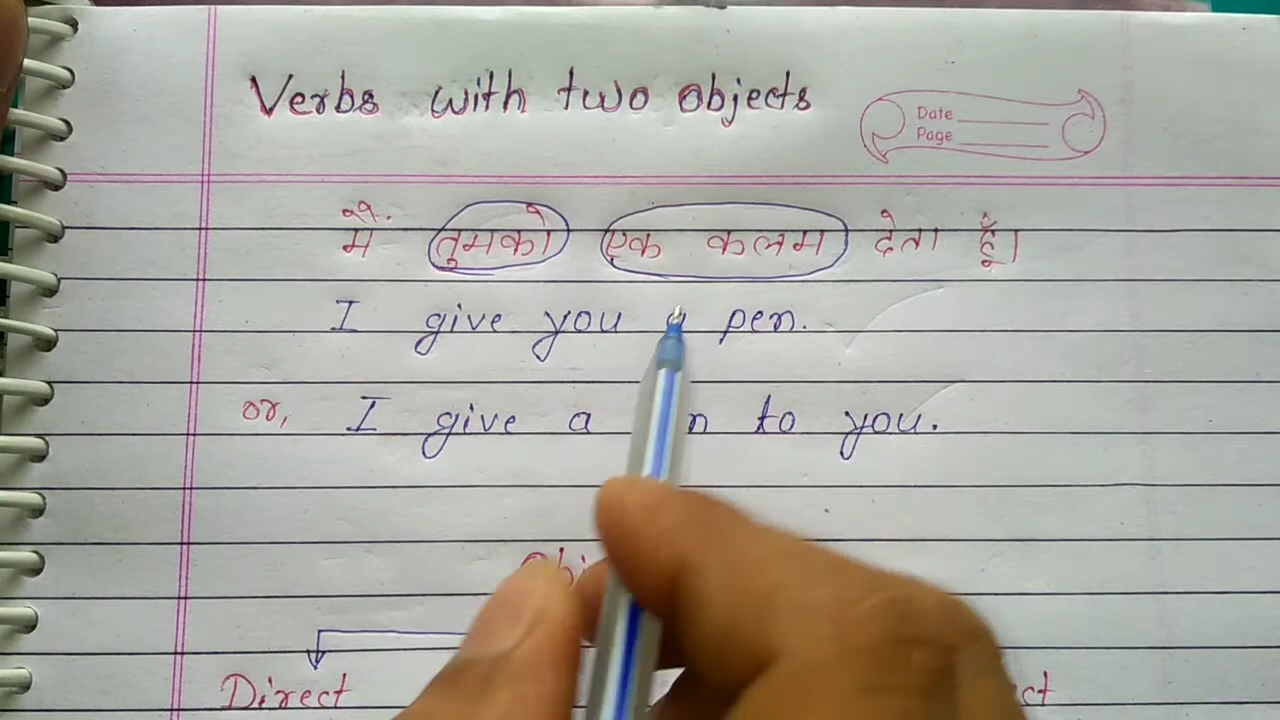 Verbs with two objects
Date
Page
मैं तुमको एक कलम देता हूँ।
I give you a pen.
or, I give a to you.
Direct